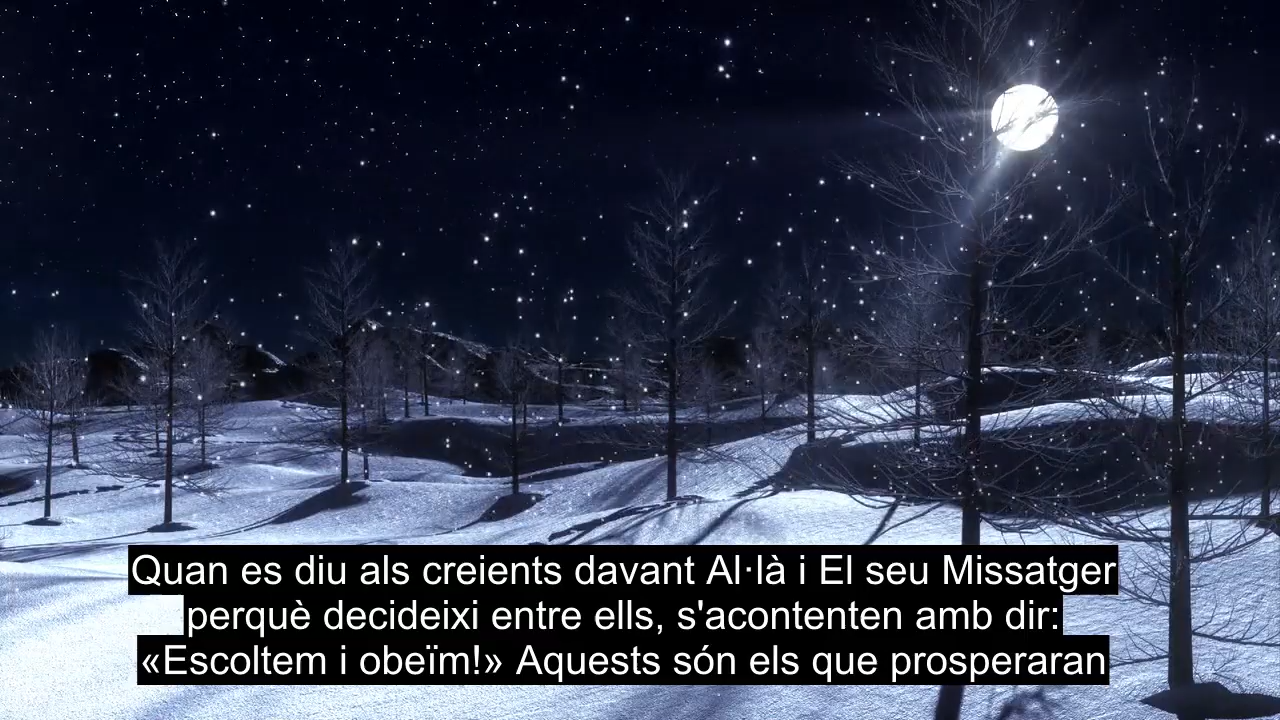 Quan es diu als creients davant Al·là i El seu Missatger
perquè decideixi entre ells, s'acontenten amb dir:
«Escoltem i obeïm!» Aquests són els que prosperaran